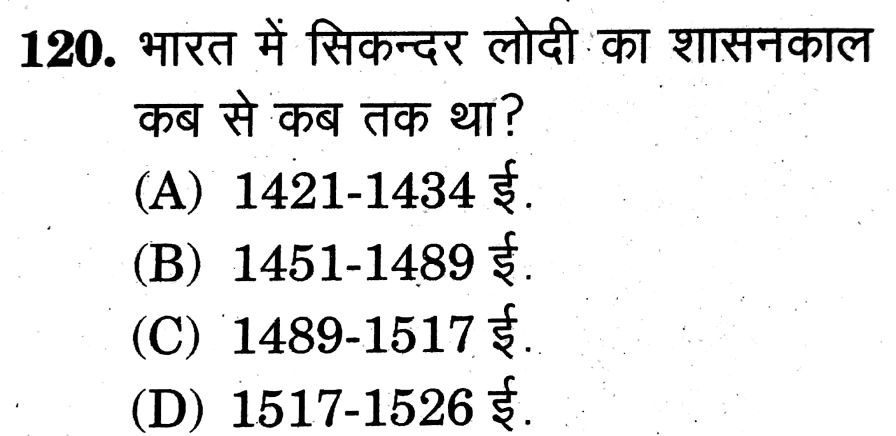 120. भारत में सिकन्दर लोदी का शासनकाल
कब से कब तक था?
(A) 1421-1434 ई.
(B) 1451-1489 ई.
(C) 1489-1517 ई.
(D) 1517-1526 ई.